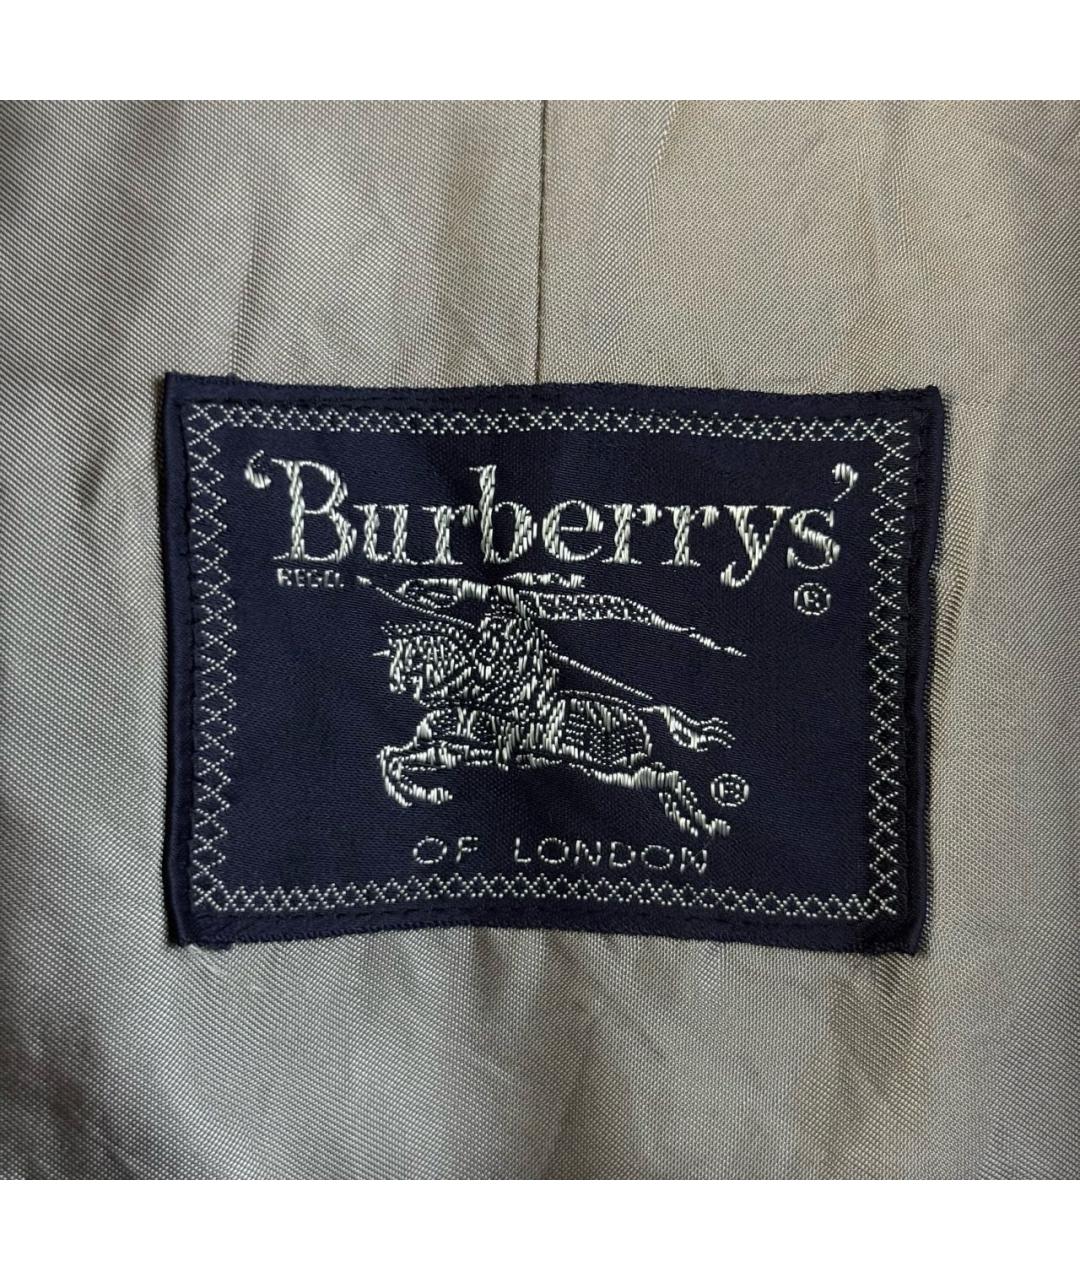 ‘Burberrys’
REGD. ®
®
OF LONDON